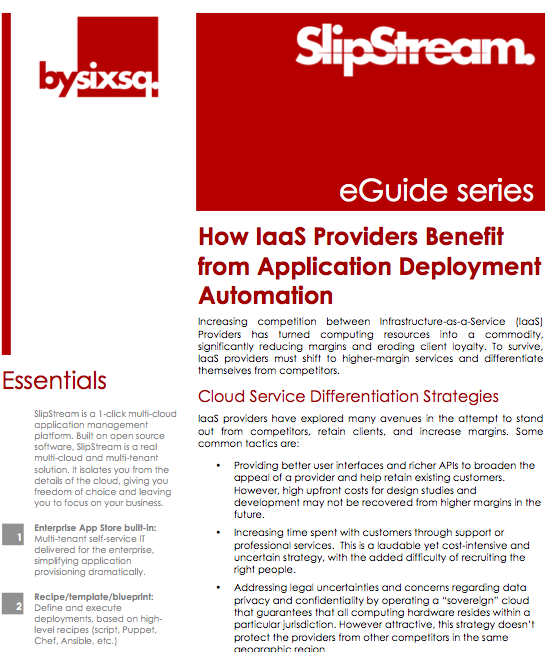 bysixsq.
SlipStream.
eGuide series
How IaaS Providers Benefit
from Application Deployment
Automation
Increasing competition between Infrastructure-as-a-Service (IaaS)
Providers has turned computing resources into a commodity,
significantly reducing margins and eroding client loyalty. To survive,
IaaS providers must shift to higher-margin services and differentiate
themselves from competitors.
Cloud Service Differentiation Strategies
IaaS providers have explored many avenues in the attempt to stand
out from competitors, retain clients, and increase margins. Some
common tactics are:
• Providing better user interfaces and richer APIs to broaden the
appeal of a provider and help retain existing customers.
However, high upfront costs for design studies and
development may not be recovered from higher margins in the
future.
• Increasing time spent with customers through support or
professional services. This is a laudable yet cost-intensive and
uncertain strategy, with the added difficulty of recruiting the
right people.
• Addressing legal uncertainties and concerns regarding data
privacy and confidentiality by operating a “sovereign” cloud
that guarantees that all computing hardware resides within a
particular jurisdiction. However attractive, this strategy doesn’t
protect the providers from other competitors in the same
geographic region.
Essentials
SlipStream is a 1-click multi-cloud
application management
platform. Built on open source
software, SlipStream is a real
multi-cloud and multi-tenant
solution. It isolates you from the
details of the cloud, giving you
freedom of choice and leaving
you to focus on your business.
1
Enterprise App Store built-in:
Multi-tenant self-service IT
delivered for the enterprise,
simplifying application
provisioning dramatically.
2
Recipe/template/blueprint:
Define and execute
deployments, based on high-
level recipes (script, Puppet,
Chef, Ansible, etc.)